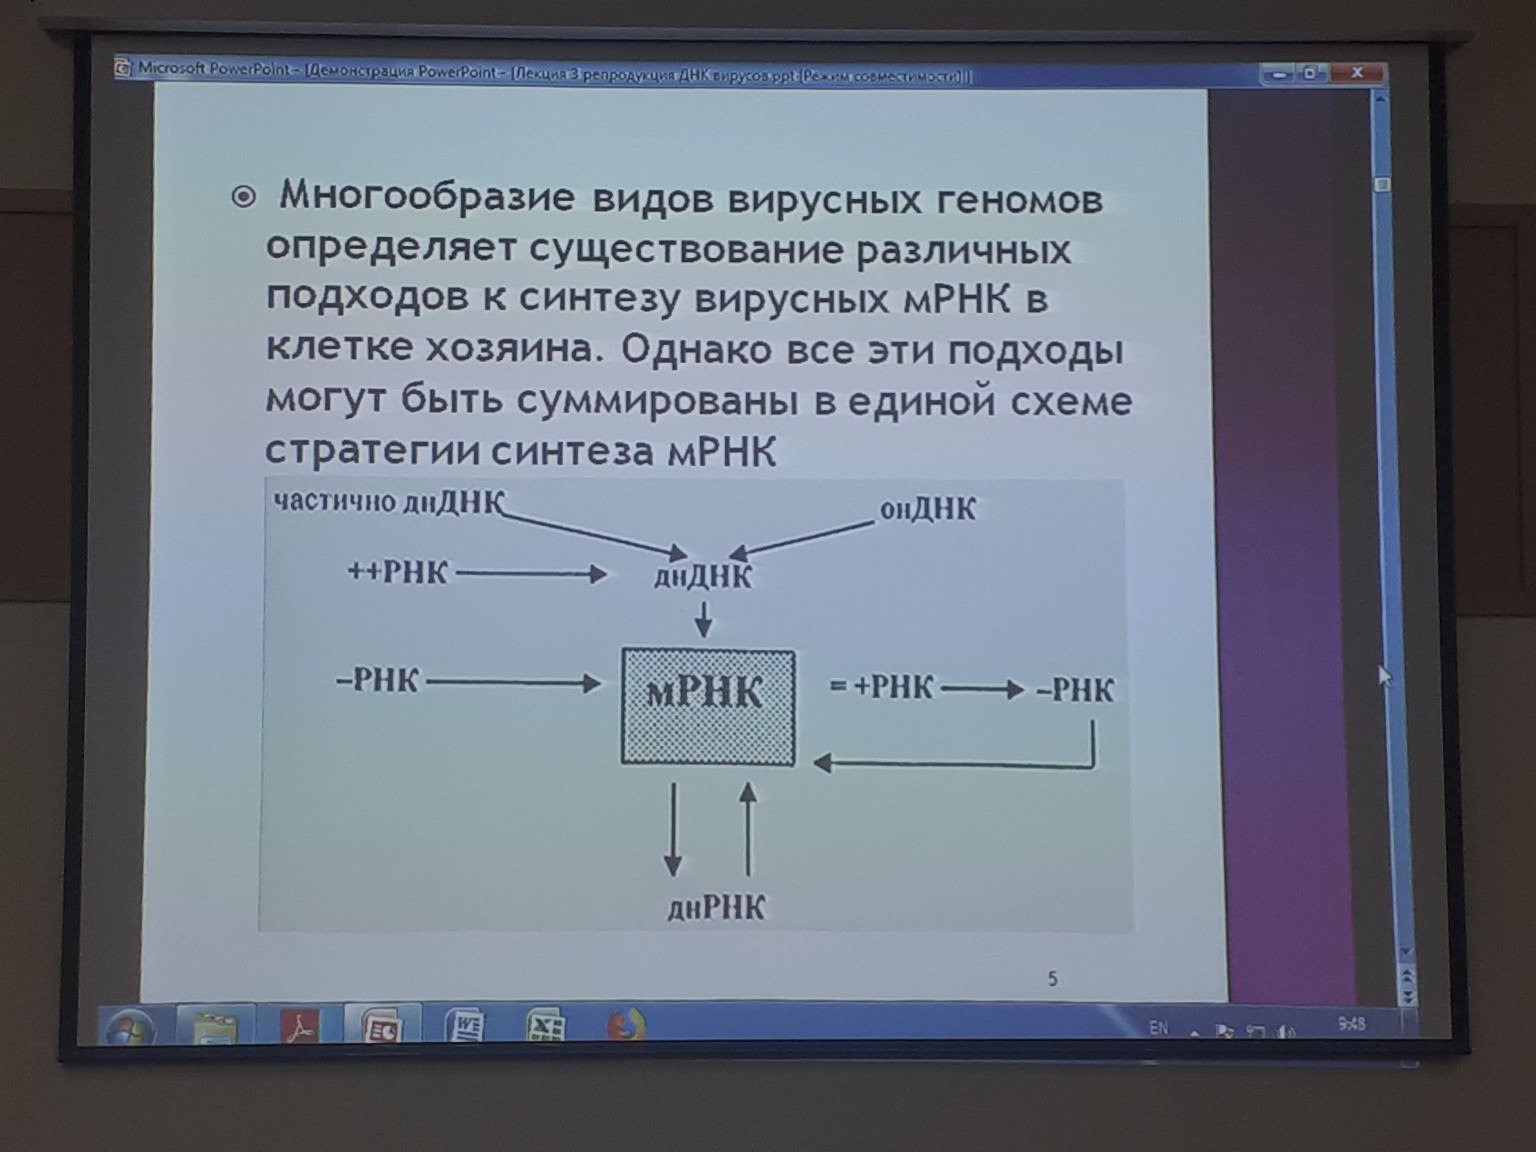 Microsoft PowerPoint - [Демонстрация PowerPoint - [Лекция 3 репродукция ДНК вирусов.ppt [Режим совместимости]]]
Многообразие видов вирусных геномов
определяет существование различных
подходов к синтезу вирусных мРНК в
клетке хозяина. Однако все эти подходы
могут быть суммированы в единой схеме
стратегии синтеза мРНК
частично днДНК
онДНК
++РНК
днДНК
–РНК
мРНК
= +РНК
–РНК
днРНК
5
EN
9:48